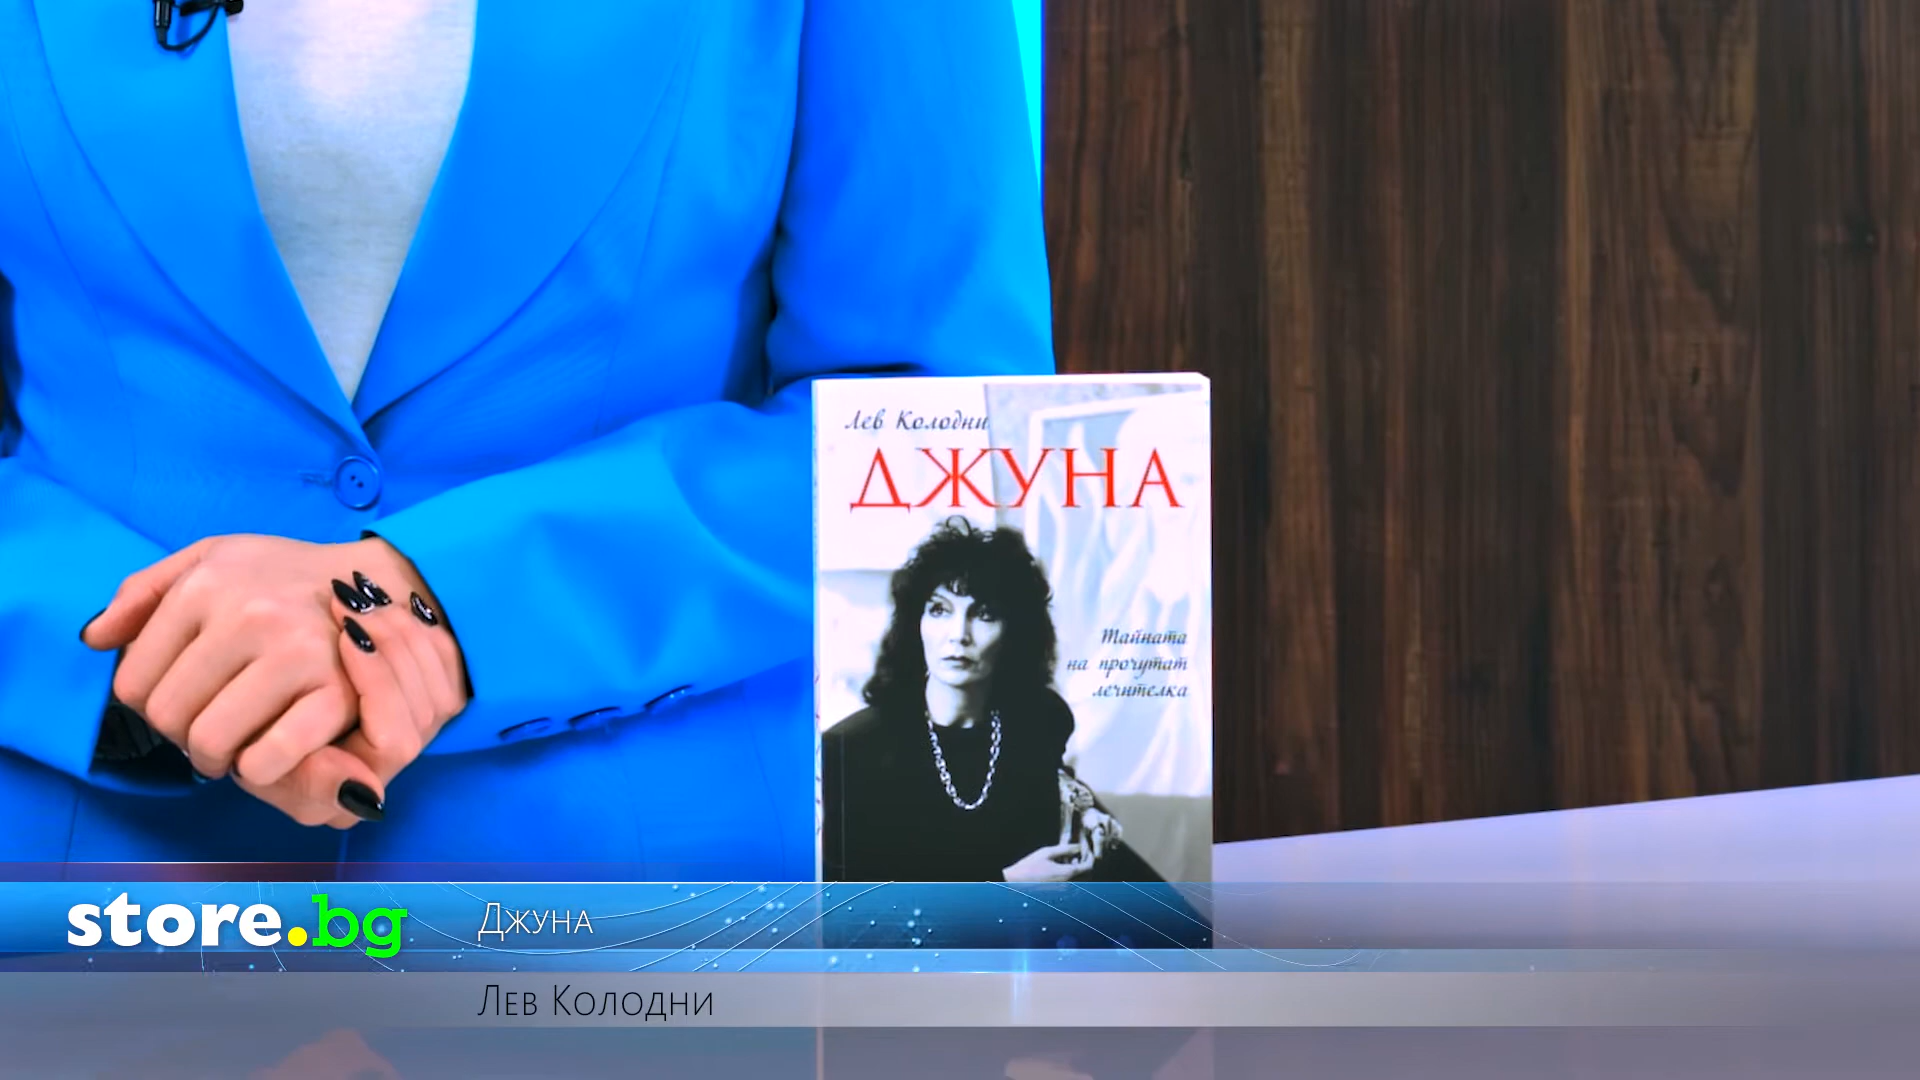 Лев Колодни
ДЖУНА
Тайната
на прочутат
лечителка
store.bg
Джуна
Лев Колодни